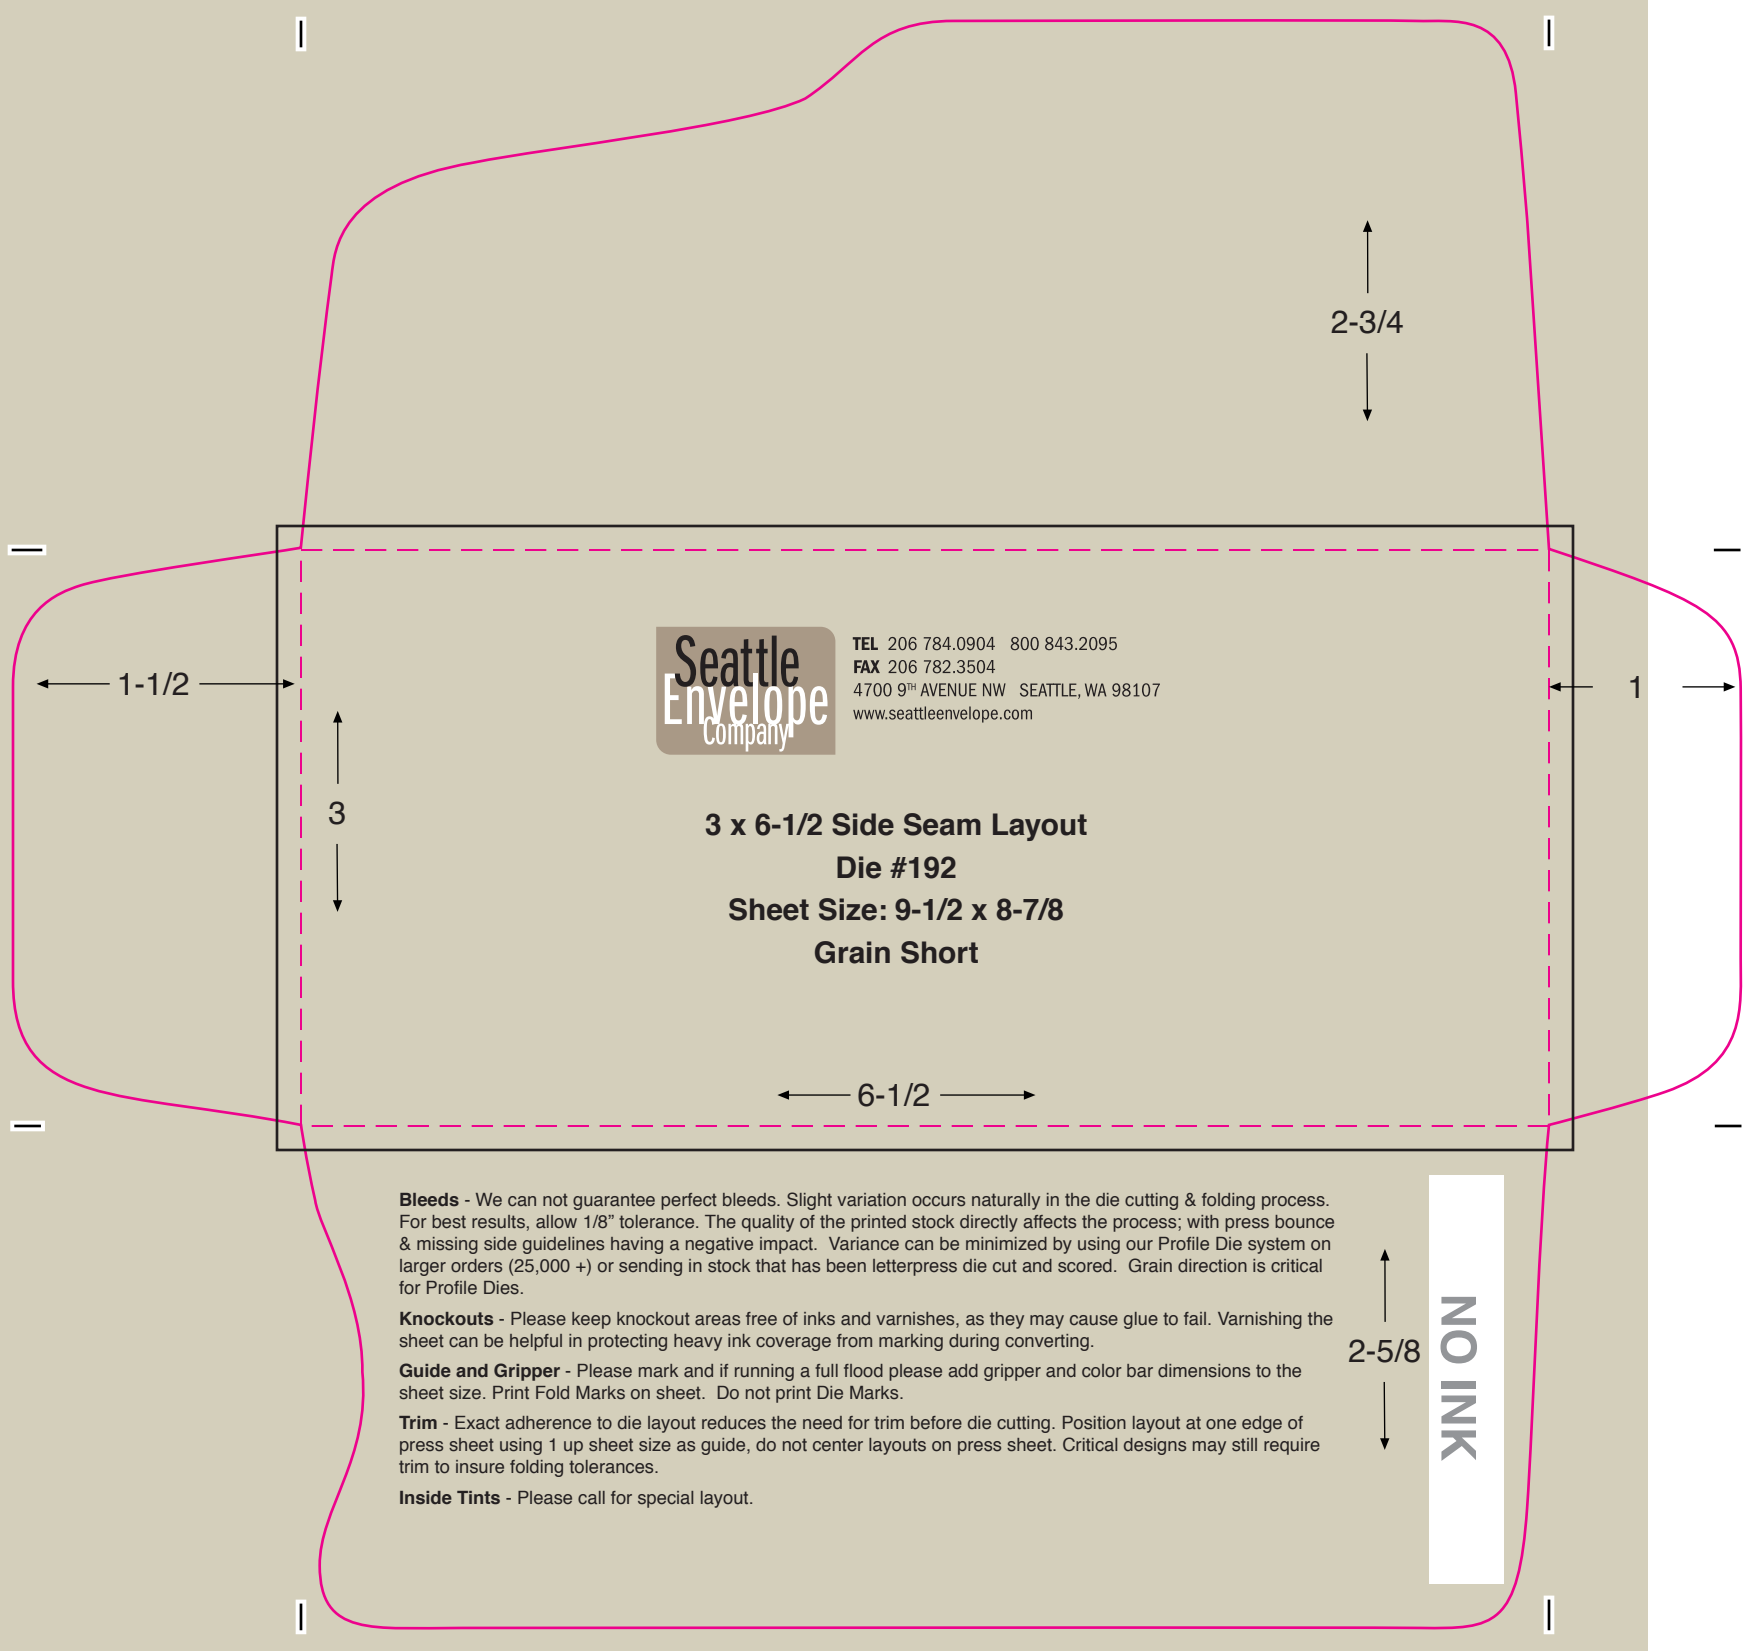 2-3/4
Seattle
Envelope
Company
TEL 206 784.0904 800 843.2095
FAX 206 782.3504
4700 9TH AVENUE NW SEATTLE, WA 98107
www.seattleenvelope.com
1-1/2
1
3
3 x 6-1/2 Side Seam Layout
Die #192
Sheet Size: 9-1/2 x 8-7/8
Grain Short
6-1/2
Bleeds - We can not guarantee perfect bleeds. Slight variation occurs naturally in the die cutting & folding process.
For best results, allow 1/8” tolerance. The quality of the printed stock directly affects the process; with press bounce
& missing side guidelines having a negative impact.  Variance can be minimized by using our Profile Die system on
larger orders (25,000 +) or sending in stock that has been letterpress die cut and scored.  Grain direction is critical
for Profile Dies.
Knockouts - Please keep knockout areas free of inks and varnishes, as they may cause glue to fail. Varnishing the
sheet can be helpful in protecting heavy ink coverage from marking during converting.
Guide and Gripper - Please mark and if running a full flood please add gripper and color bar dimensions to the
sheet size. Print Fold Marks on sheet.  Do not print Die Marks.
Trim - Exact adherence to die layout reduces the need for trim before die cutting. Position layout at one edge of
press sheet using 1 up sheet size as guide, do not center layouts on press sheet. Critical designs may still require
trim to insure folding tolerances.
Inside Tints - Please call for special layout.
2-5/8
NO INK